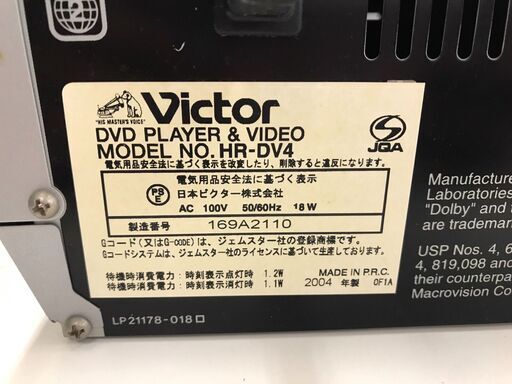 2
"HIS MASTER'S VOICE"
Victor
DVD PLAYER & VIDEO
MODEL NO. HR-DV4
JQA
電気用品安全法に基づく表示を改変したり、削除すると違反になります。
PS
E
電気用品安全法に基づく表示
日本ビクター株式会社
AC 100V 50/60Hz 18W
製造番号 169A2110
Gコード(又はG-CODE)は、ジェムスター社の登録商標です。
Gコードシステムは、ジェムスター社のライセンスに基づいて生産しております。
待機時消費電力:時刻表示点灯時 1.2W
待機時消費電力:時刻表示消灯時 1.1W
MADE IN P.R.C.
2004 年製 0F1A
LP21178-018
Manufacture
Laboratories
"Dolby" and t
are trademar
USP Nos. 4, 6
4, 819,098 and
their counterpa
Macrovision Co